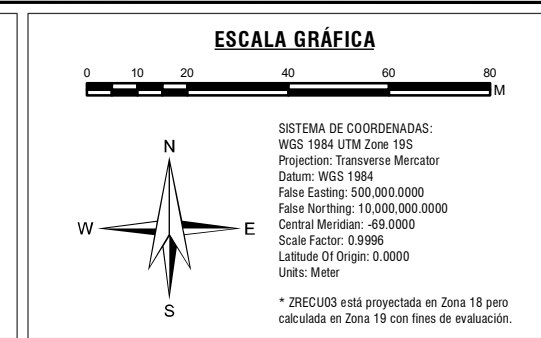 ESCALA GRÁFICA
0 10 20 40 60 80
M
N
W E
S
SISTEMA DE COORDENADAS:
WGS 1984 UTM Zone 19S
Projection: Transverse Mercator
Datum: WGS 1984
False Easting: 500,000.0000
False Northing: 10,000,000.0000
Central Meridian: -69.0000
Scale Factor: 0.9996
Latitude Of Origin: 0.0000
Units: Meter
* ZRECU03 está proyectada en Zona 18 pero
calculada en Zona 19 con fines de evaluación.